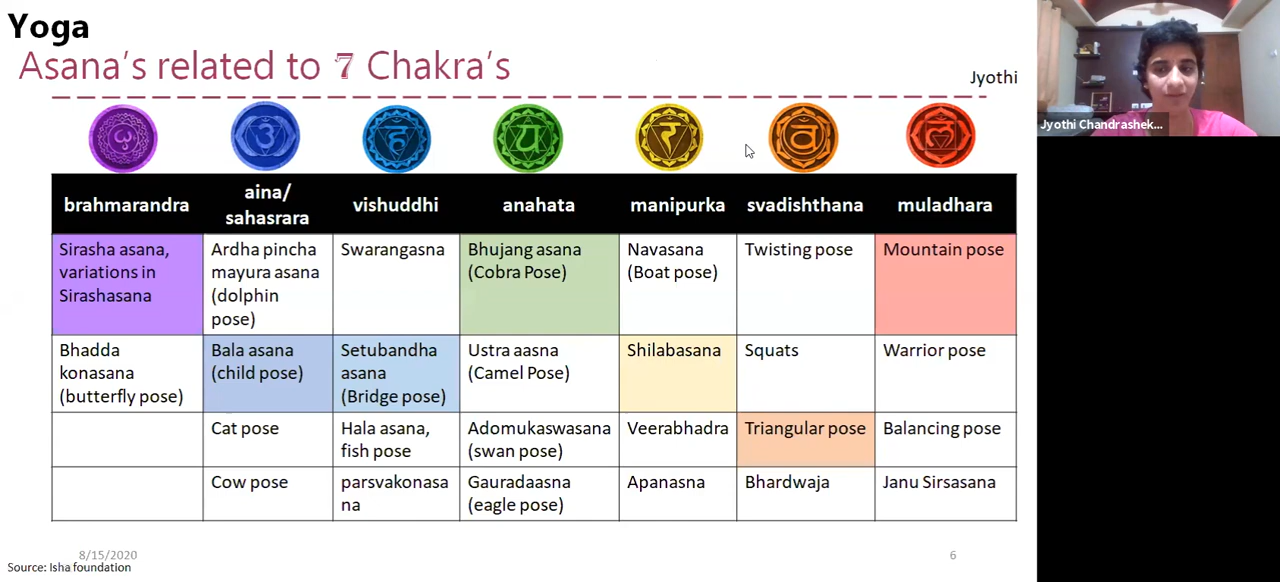 Yoga
Asana's related to 7 Chakra's
Jyothi
Jyothi Chandrashek...
ॐ
ह
य
र
व
ल
brahmarandra
aina/
sahasrara
vishuddhi
anahata
manipurka
svadishthana
muladhara
Sirasha asana,
variations in
Sirashasana
Ardha pincha
mayura asana
(dolphin
pose)
Swarangasna
Bhujang asana
(Cobra Pose)
Navasana
(Boat pose)
Twisting pose
Mountain pose
Bhadda
konasana
(butterfly pose)
Bala asana
(child pose)
Setubandha
asana
(Bridge pose)
Ustra aasna
(Camel Pose)
Shilabasana
Squats
Warrior pose
Cat pose
Hala asana,
fish pose
Adomukaswasana
(swan pose)
Veerabhadra
Triangular pose
Balancing pose
Cow pose
parsvakonasa
na
Gauradaasna
(eagle pose)
Apanasna
Bhardwaja
Janu Sirsasana
8/15/2020
6
Source: Isha foundation